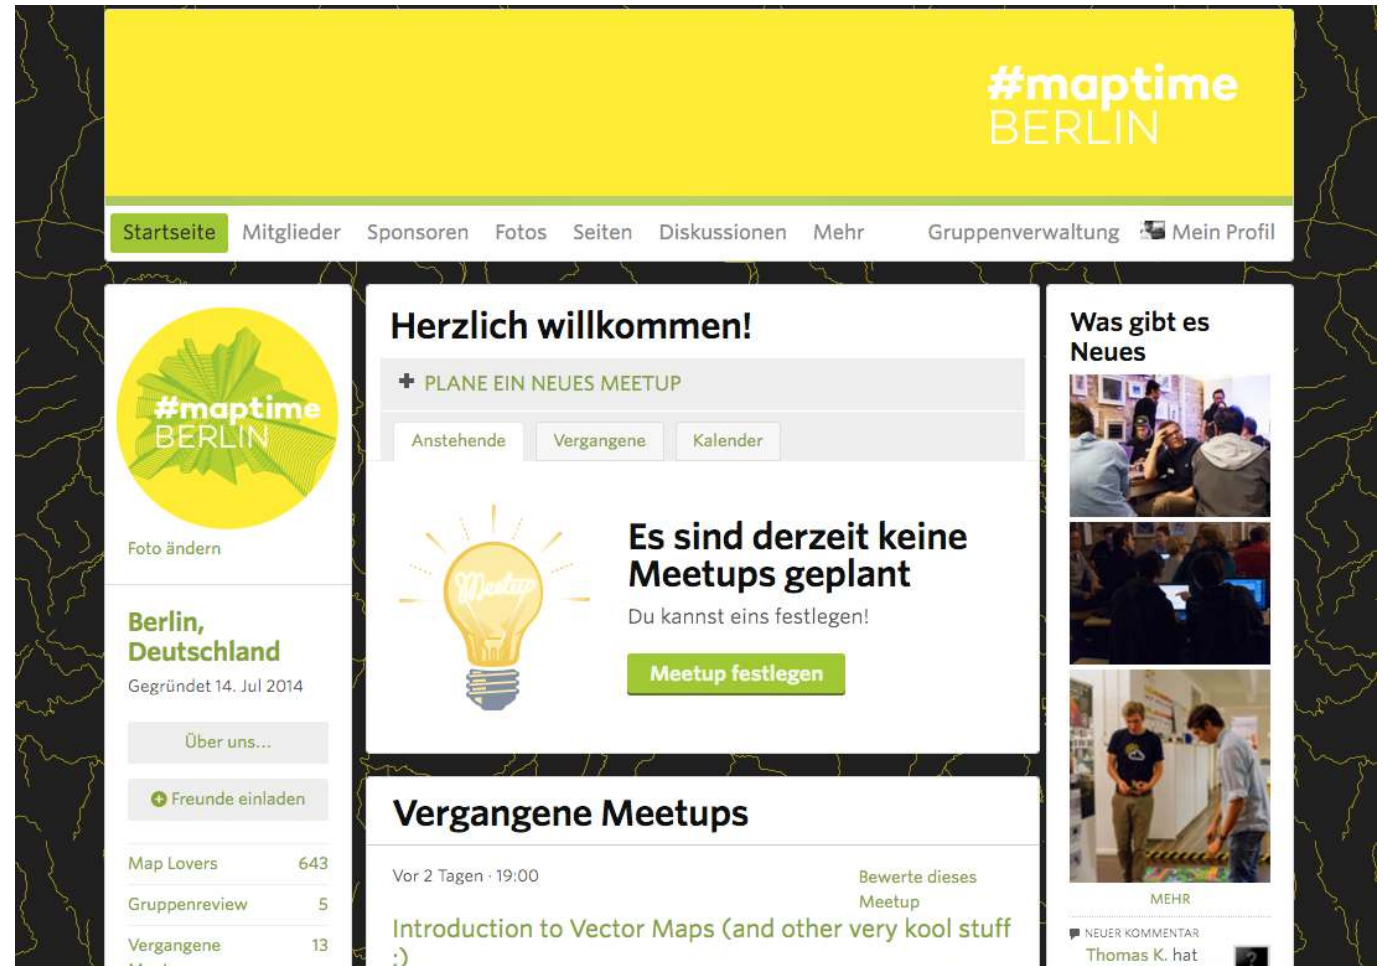 #maptime
BERLIN
Startseite Mitglieder Sponsoren Fotos Seiten Diskussionen Mehr Gruppenverwaltung Mein Profil
#maptime
BERLIN
Foto ändern
Berlin,
Deutschland
Gegründet 14. Jul 2014
Über uns...
Freunde einladen
Map Lovers 643
Gruppenreview 5
Vergangene 13
Herzlich willkommen!
+ PLANE EIN NEUES MEETUP
Anstehende Vergangene Kalender
Meetup
Es sind derzeit keine
Meetups geplant
Du kannst eins festlegen!
Meetup festlegen
Vergangene Meetups
Vor 2 Tagen · 19:00
Bewerte dieses
Meetup
Introduction to Vector Maps (and other very kool stuff
:)
Was gibt es
Neues
MEHR
NEUER KOMMENTAR
Thomas K. hat